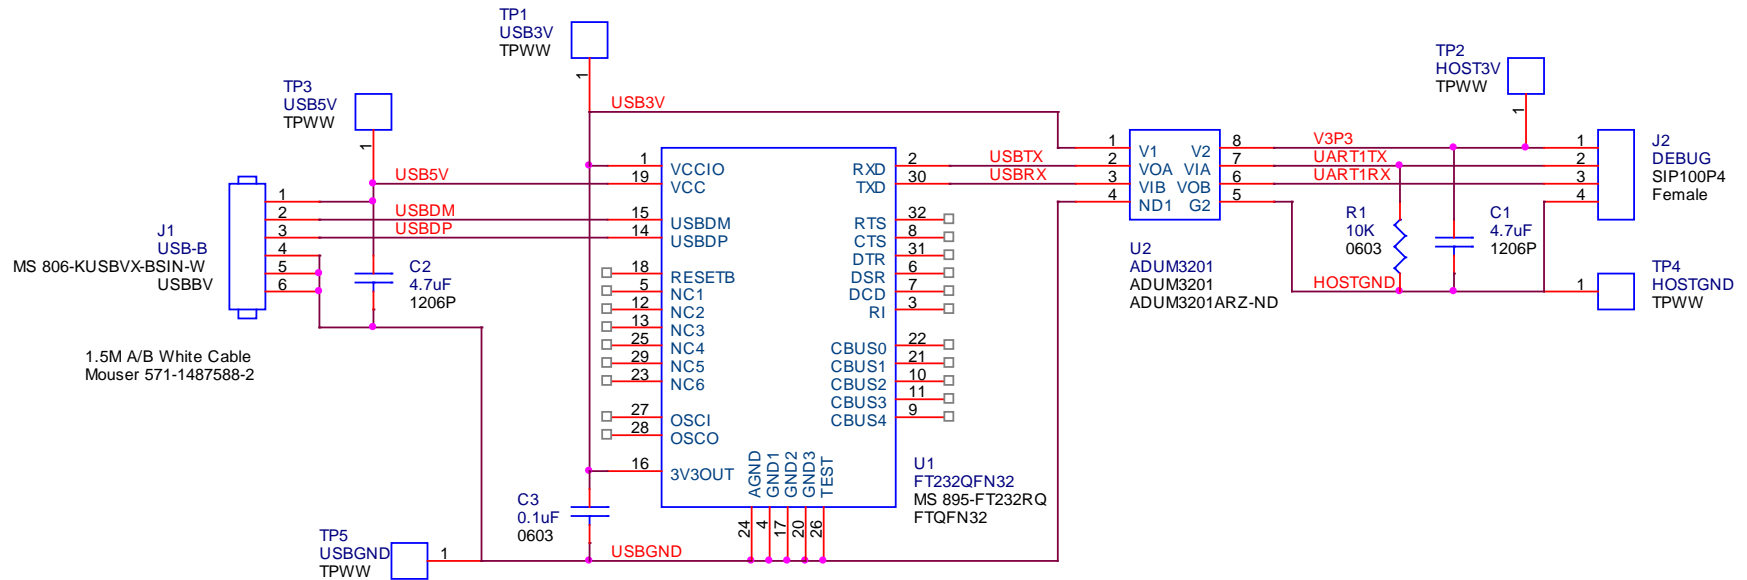 TP1
USB3V
TPWW
1
TP2
HOST3V
TPWW
1
TP3
USB5V
TPWW
1
USB3V
USB5V
USBDM
USBDP
J1
USB-B
MS 806-KUSBVX-BSIN-W
USBBV
1
2
3
4
5
6
C2
4.7uF
1206P
1.5M A/B White Cable
Mouser 571-1487588-2
1 VCCIO
19 VCC
15 USBDM
14 USBDP
18 RESETB
5 NC1
12 NC2
13 NC3
25 NC4
29 NC5
23 NC6
27 OSCI
28 OSCO
16 3V3OUT
RXD 2
TXD 30
RTS 32
CTS 8
DTR 31
DSR 6
DCD 7
RI 3
CBUS0 22
CBUS1 21
CBUS2 10
CBUS3 11
CBUS4 9
AGND 24
GND1 4
GND2 17
GND3 20
TEST 26
U1
FT232QFN32
MS 895-FT232RQ
FTQFN32
USBTX
USBRX
1 V1
2 VOA
3 VIB
4 ND1
V2 8
VIA 7
VOB 6
G2 5
U2
ADUM3201
ADUM3201
ADUM3201ARZ-ND
V3P3
UART1TX
UART1RX
HOSTGND
R1
10K
0603
C1
4.7uF
1206P
1
2
3
4
J2
DEBUG
SIP100P4
Female
1
TP4
HOSTGND
TPWW
C3
0.1uF
0603
TP5
USBGND
TPWW
1
USBGND